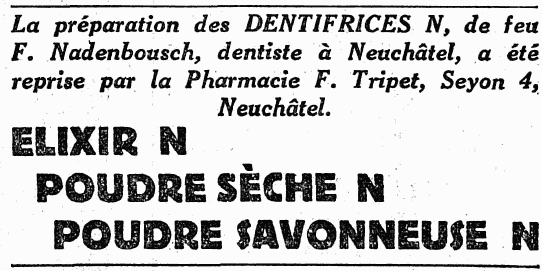 La préparation des DENTIFRICES N, de feu
F. Nadenbousch, dentiste à Neuchâtel, a été
reprise par la Pharmacie F. Tripet, Seyon 4,
Neuchâtel.
ELIXIR N
POUDRE SÈCHE N
POUDRE SAVONNEUSE N